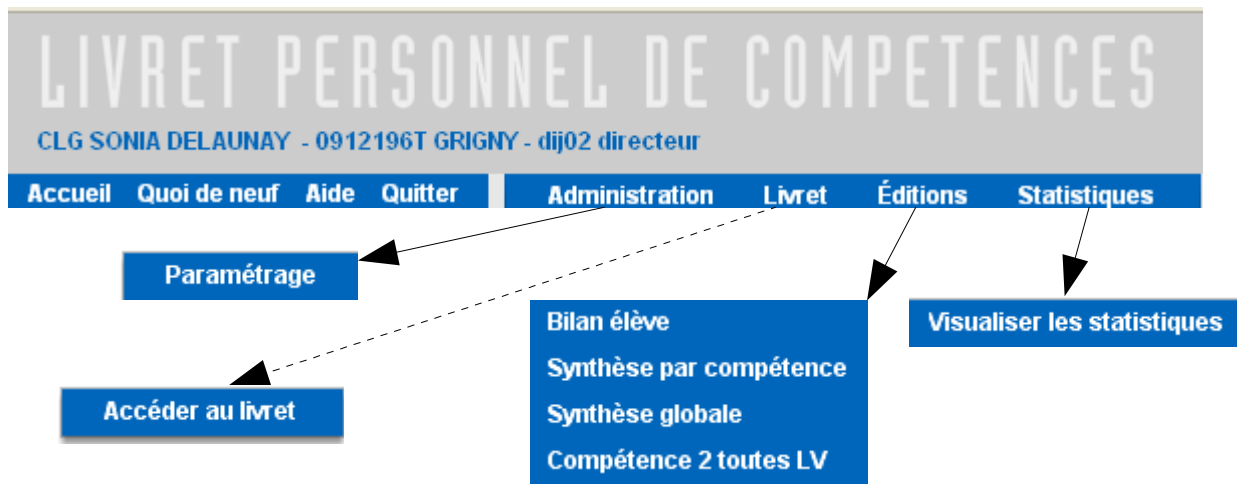 LIVRET PERSONNEL DE COMPETENCES
CLG SONIA DELAUNAY - 0912196T GRIGNY - dij02 directeur
Accueil Quoi de neuf Aide Quitter Administration Livret Éditions Statistiques
Paramétrage
Accéder au livret
Bilan élève
Synthèse par compétence
Synthèse globale
Compétence 2 toutes LV
Visualiser les statistiques